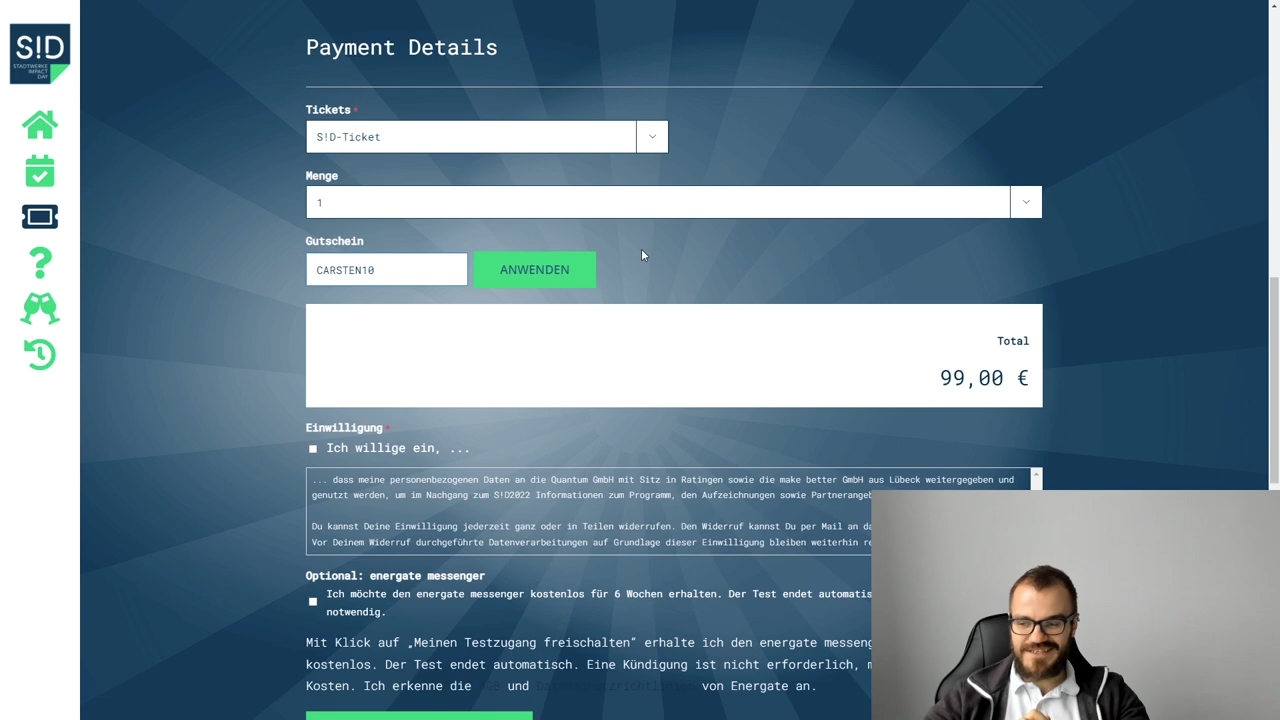 S!D
STADTWERKE
IMPACT
DAY
Payment Details
Tickets *
S!D-Ticket
Menge
1
Gutschein
CARSTEN10
ANWENDEN
Total
99,00 €
Einwilligung *
Ich willige ein, ...
... dass meine personenbezogenen Daten an die Quantum GmbH mit Sitz in Ratingen sowie die make better GmbH aus Lübeck weitergegeben und
genutzt werden, um im Nachgang zum S!D2022 Informationen zum Programm, den Aufzeichnungen sowie Partnerangeb
Du kannst Deine Einwilligung jederzeit ganz oder in Teilen widerrufen. Den Widerruf kannst Du per Mail an da
Vor Deinem Widerruf durchgeführte Datenverarbeitungen auf Grundlage dieser Einwilligung bleiben weiterhin re
Optional: energate messenger
Ich möchte den energate messenger kostenlos für 6 Wochen erhalten. Der Test endet automatis
notwendig.
Mit Klick auf „Meinen Testzugang freischalten“ erhalte ich den energate messeng
kostenlos. Der Test endet automatisch. Eine Kündigung ist nicht erforderlich, m
Kosten. Ich erkenne die AGB und Datenschutzrichtlinien von Energate an.